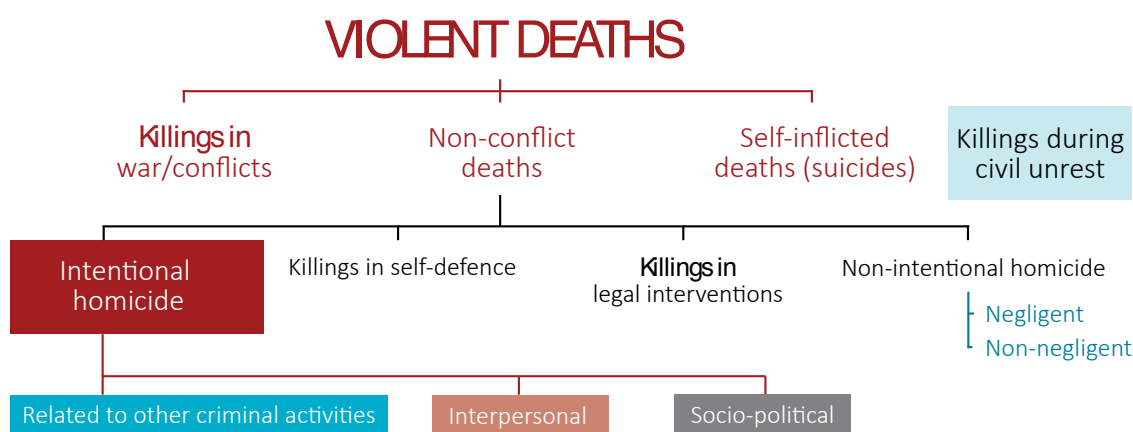 VIOLENT DEATHS
Killings in
war/conflicts
Non-conflict
deaths
Self-inflicted
deaths (suicides)
Killings during
civil unrest
Intentional
homicide
Killings in self-defence
Killings in
legal interventions
Non-intentional homicide
Negligent
Non-negligent
Related to other criminal activities
Interpersonal
Socio-political